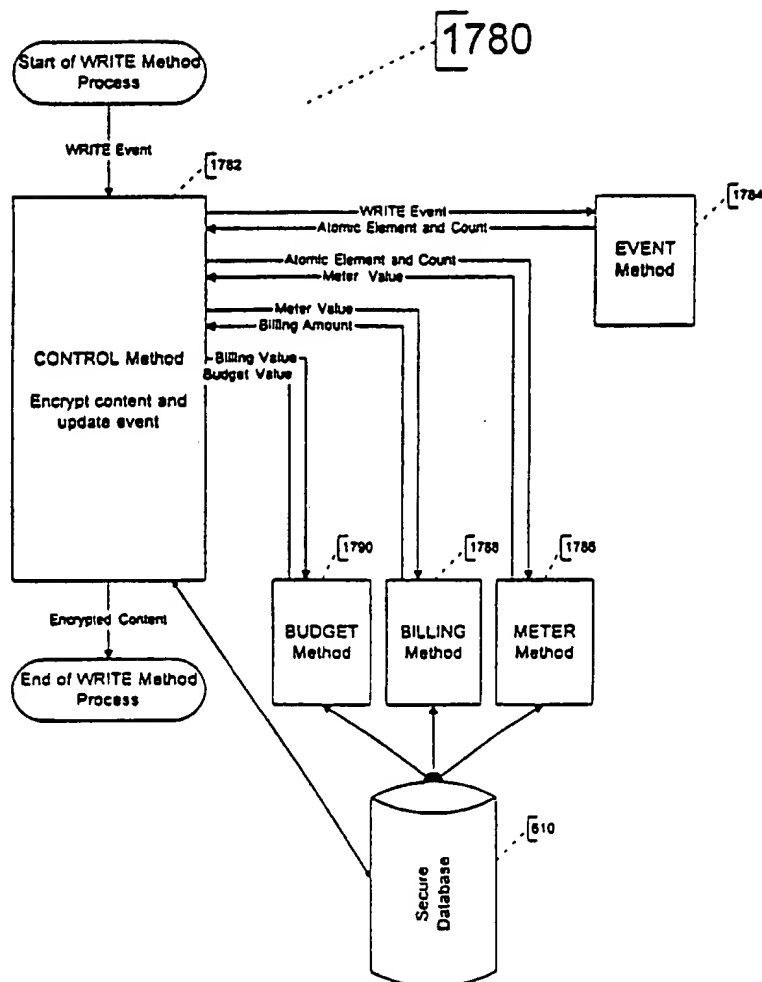 1780
Start of WRITE Method
Process
WRITE Event
1782
1784
WRITE Event
Atomic Element and Count
EVENT
Method
Atomic Element and Count
Meter Value
Meter Value
Billing Amount
CONTROL Method
Billing Value
Budget Value
Encrypt content and
update event
1790
1788
1786
Encrypted Content
BUDGET
Method
BILLING
Method
METER
Method
End of WRITE Method
Process
610
Secure
Database